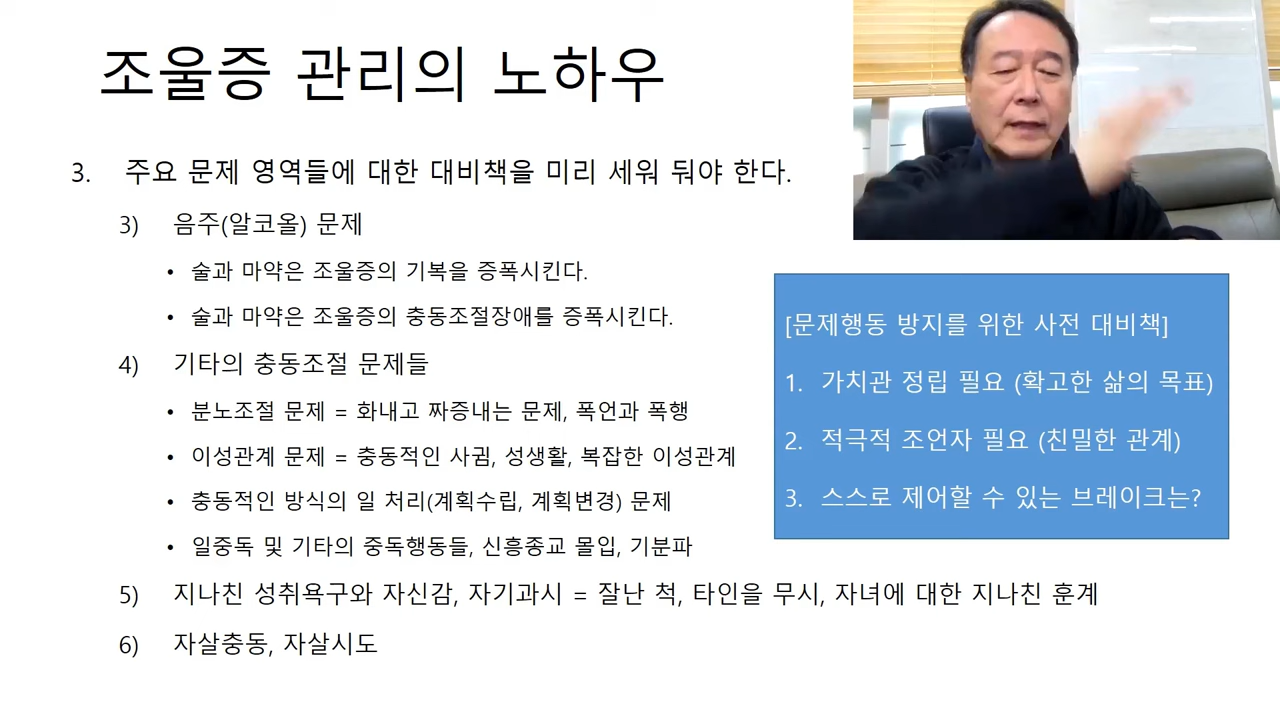 조울증 관리의 노하우
3. 주요 문제 영역들에 대한 대비책을 미리 세워 둬야 한다.
3) 음주(알코올) 문제
• 술과 마약은 조울증의 기복을 증폭시킨다.
• 술과 마약은 조울증의 충동조절장애를 증폭시킨다.
4) 기타의 충동조절 문제들
• 분노조절 문제 = 화내고 짜증내는 문제, 폭언과 폭행
• 이성관계 문제 = 충동적인 사귐, 성생활, 복잡한 이성관계
• 충동적인 방식의 일 처리(계획수립, 계획변경) 문제
• 일중독 및 기타의 중독행동들, 신흥종교 몰입, 기분파
5) 지나친 성취욕구와 자신감, 자기과시 = 잘난 척, 타인을 무시, 자녀에 대한 지나친 훈계
6) 자살충동, 자살시도
[문제행동 방지를 위한 사전 대비책]
1. 가치관 정립 필요 (확고한 삶의 목표)
2. 적극적 조언자 필요 (친밀한 관계)
3. 스스로 제어할 수 있는 브레이크는?